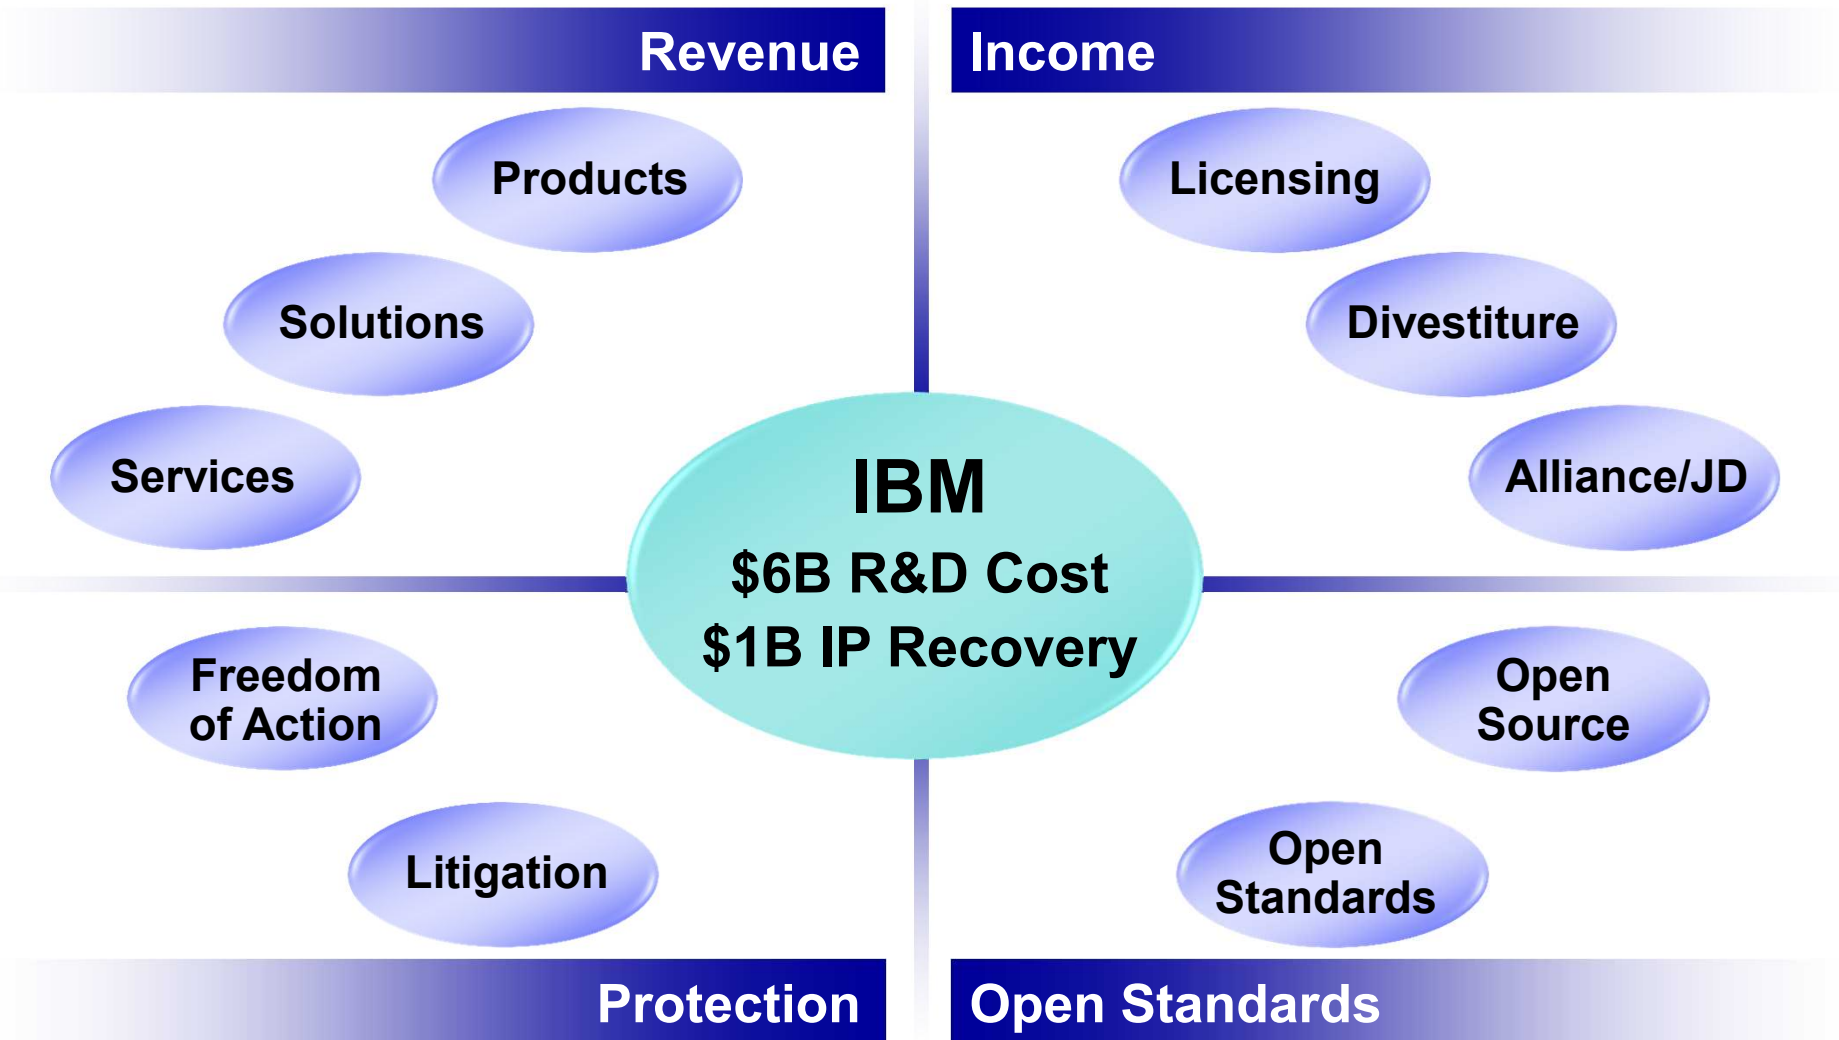 Revenue
Income
Products
Solutions
Services
Licensing
Divestiture
Alliance/JD
IBM
$6B R&D Cost
$1B IP Recovery
Freedom
of Action
Litigation
Open
Source
Open
Standards
Protection
Open Standards